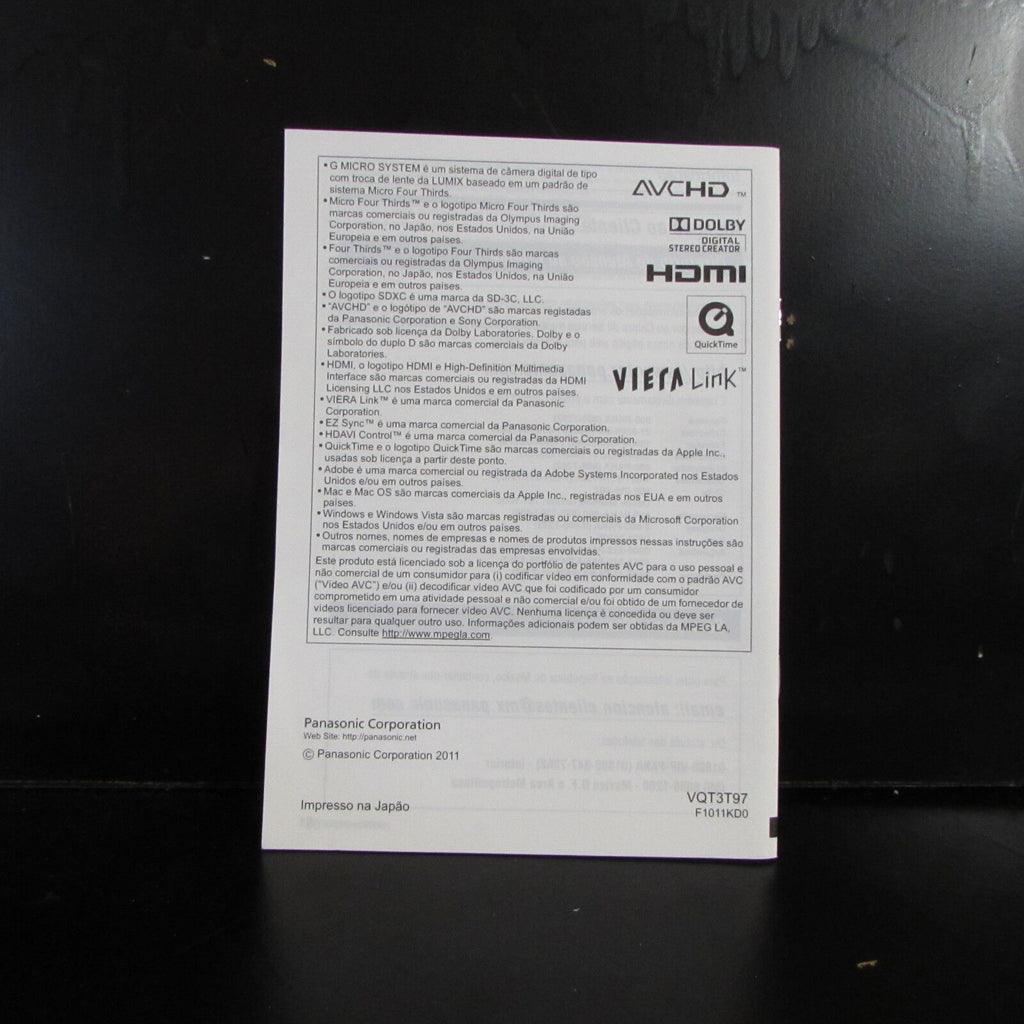 • G MICRO SYSTEM é um sistema de câmera digital de tipo
com troca de lente da LUMIX baseado em um padrão de
sistema Micro Four Thirds.
• Micro Four Thirds™ e o logotipo Micro Four Thirds são
marcas comerciais ou registradas da Olympus Imaging
Corporation, no Japão, nos Estados Unidos, na União
Europeia e em outros países.
• Four Thirds™ e o logotipo Four Thirds são marcas
comerciais ou registradas da Olympus Imaging
Corporation, no Japão, nos Estados Unidos, na União
Europeia e em outros países.
• O logotipo SDXC é uma marca da SD-3C, LLC.
• "AVCHD" e o logótipo de "AVCHD" são marcas registadas
da Panasonic Corporation e Sony Corporation.
• Fabricado sob licença da Dolby Laboratories. Dolby e o
símbolo do duplo D são marcas comerciais da Dolby
Laboratories.
• HDMI, o logotipo HDMI e High-Definition Multimedia
Interface são marcas comerciais ou registradas da HDMI
Licensing LLC nos Estados Unidos e em outros países.
• VIERA Link™ é uma marca comercial da Panasonic
Corporation.
• EZ Sync™ é uma marca comercial da Panasonic Corporation.
• HDAVI Control™ é uma marca comercial da Panasonic Corporation.
• QuickTime e o logotipo QuickTime são marcas comerciais ou registradas da Apple Inc.,
usadas sob licença a partir deste ponto.
• Adobe é uma marca comercial ou registrada da Adobe Systems Incorporated nos Estados
Unidos e/ou em outros países.
• Mac e Mac OS são marcas comerciais da Apple Inc., registradas nos EUA e em outros
países.
• Windows e Windows Vista são marcas registradas ou comerciais da Microsoft Corporation
nos Estados Unidos e/ou em outros países.
• Outros nomes, nomes de empresas e nomes de produtos impressos nessas instruções são
marcas comerciais ou registradas das empresas envolvidas.
Este produto está licenciado sob a licença do portfólio de patentes AVC para o uso pessoal e
não comercial de um consumidor para (i) codificar vídeo em conformidade com o padrão AVC
("Vídeo AVC") e/ou (ii) decodificar vídeo AVC que foi codificado por um consumidor
comprometido em uma atividade pessoal e não comercial e/ou foi obtido de um fornecedor de
vídeos licenciado para fornecer vídeo AVC. Nenhuma licença é concedida ou deve ser
resultar para qualquer outro uso. Informações adicionais podem ser obtidas da MPEG LA,
LLC. Consulte http://www.mpegla.com.
AVCHD™
DOLBY
DIGITAL
STEREO CREATOR
HDMI
QuickTime
VIERA Link™
Panasonic Corporation
Web Site: http://panasonic.net
© Panasonic Corporation 2011
Impresso na Japão
VQT3T97
F1011KD0